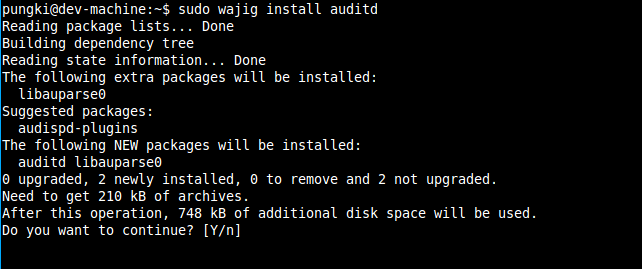 pungki@dev-machine:~$ sudo wajig install auditd
Reading package lists... Done
Building dependency tree
Reading state information... Done
The following extra packages will be installed:
  libauparse0
Suggested packages:
  audispd-plugins
The following NEW packages will be installed:
  auditd libauparse0
0 upgraded, 2 newly installed, 0 to remove and 2 not upgraded.
Need to get 210 kB of archives.
After this operation, 748 kB of additional disk space will be used.
Do you want to continue? [Y/n]